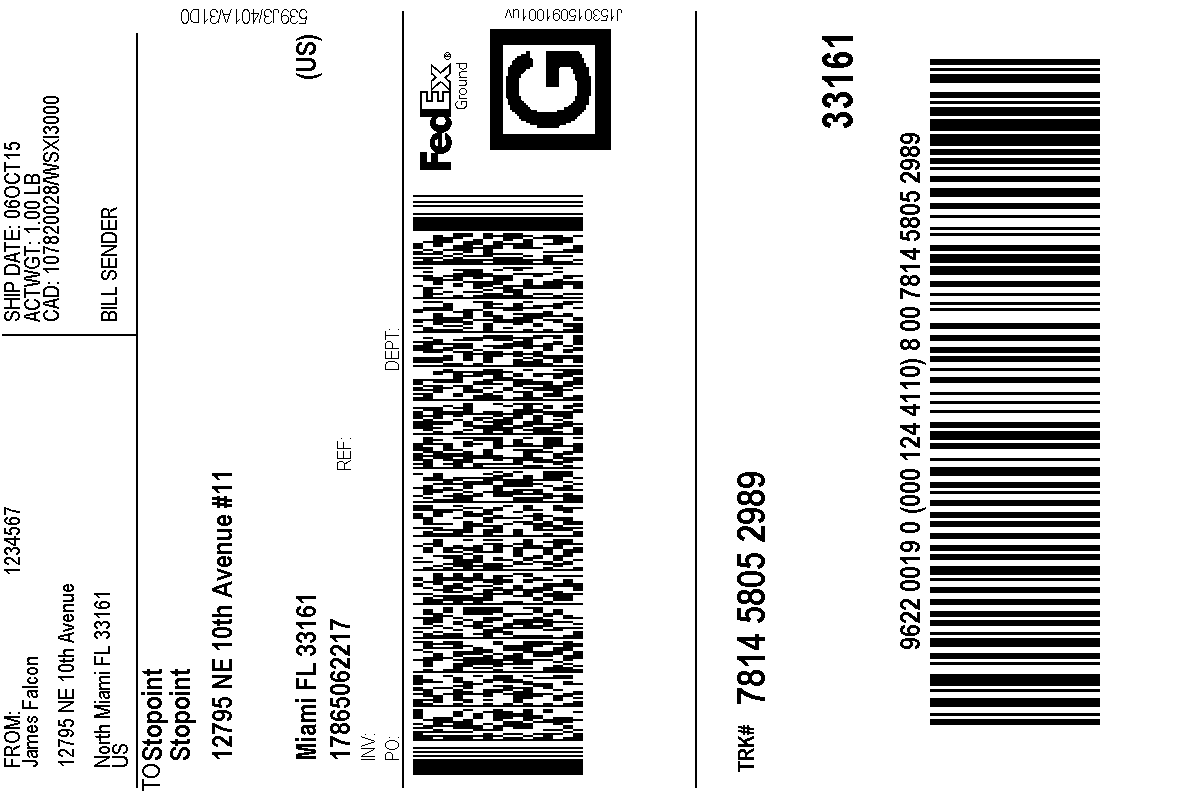 FROM: 1234567
James Falcon
12795 NE 10th Avenue
North Miami FL 33161
US
SHIP DATE: 06OCT15
ACTWGT: 1.00 LB
CAD: 107820028/WSXI3000
BILL SENDER
TO Stopoint
Stopoint
12795 NE 10th Avenue #11
Miami FL 33161
(US)
17865062217
REF:
INV:
PO:
DEPT:
539J3/401A/31D0
FedEx®
Ground
G
J153015091001uv
TRK# 7814 5805 2989
33161
9622 0019 0 (000 124 4110) 8 00 7814 5805 2989